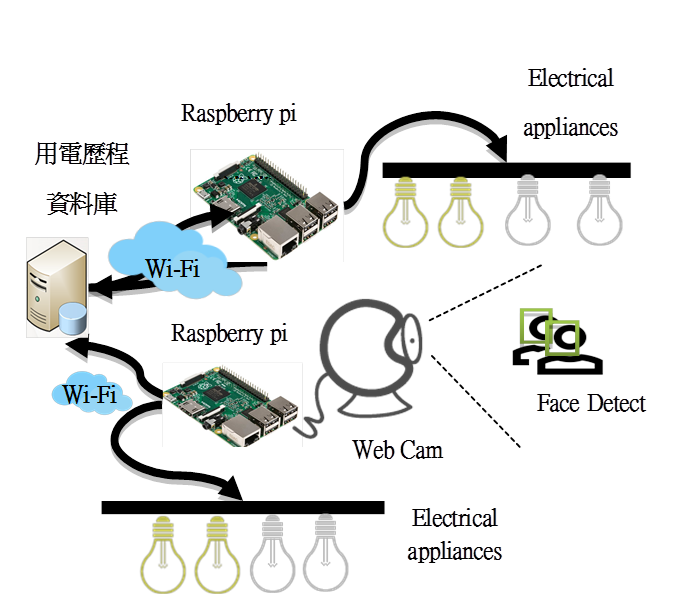 Electrical
appliances
Raspberry pi
用電歷程
資料庫
Wi-Fi
Raspberry pi
Wi-Fi
Face Detect
Web Cam
Electrical
appliances